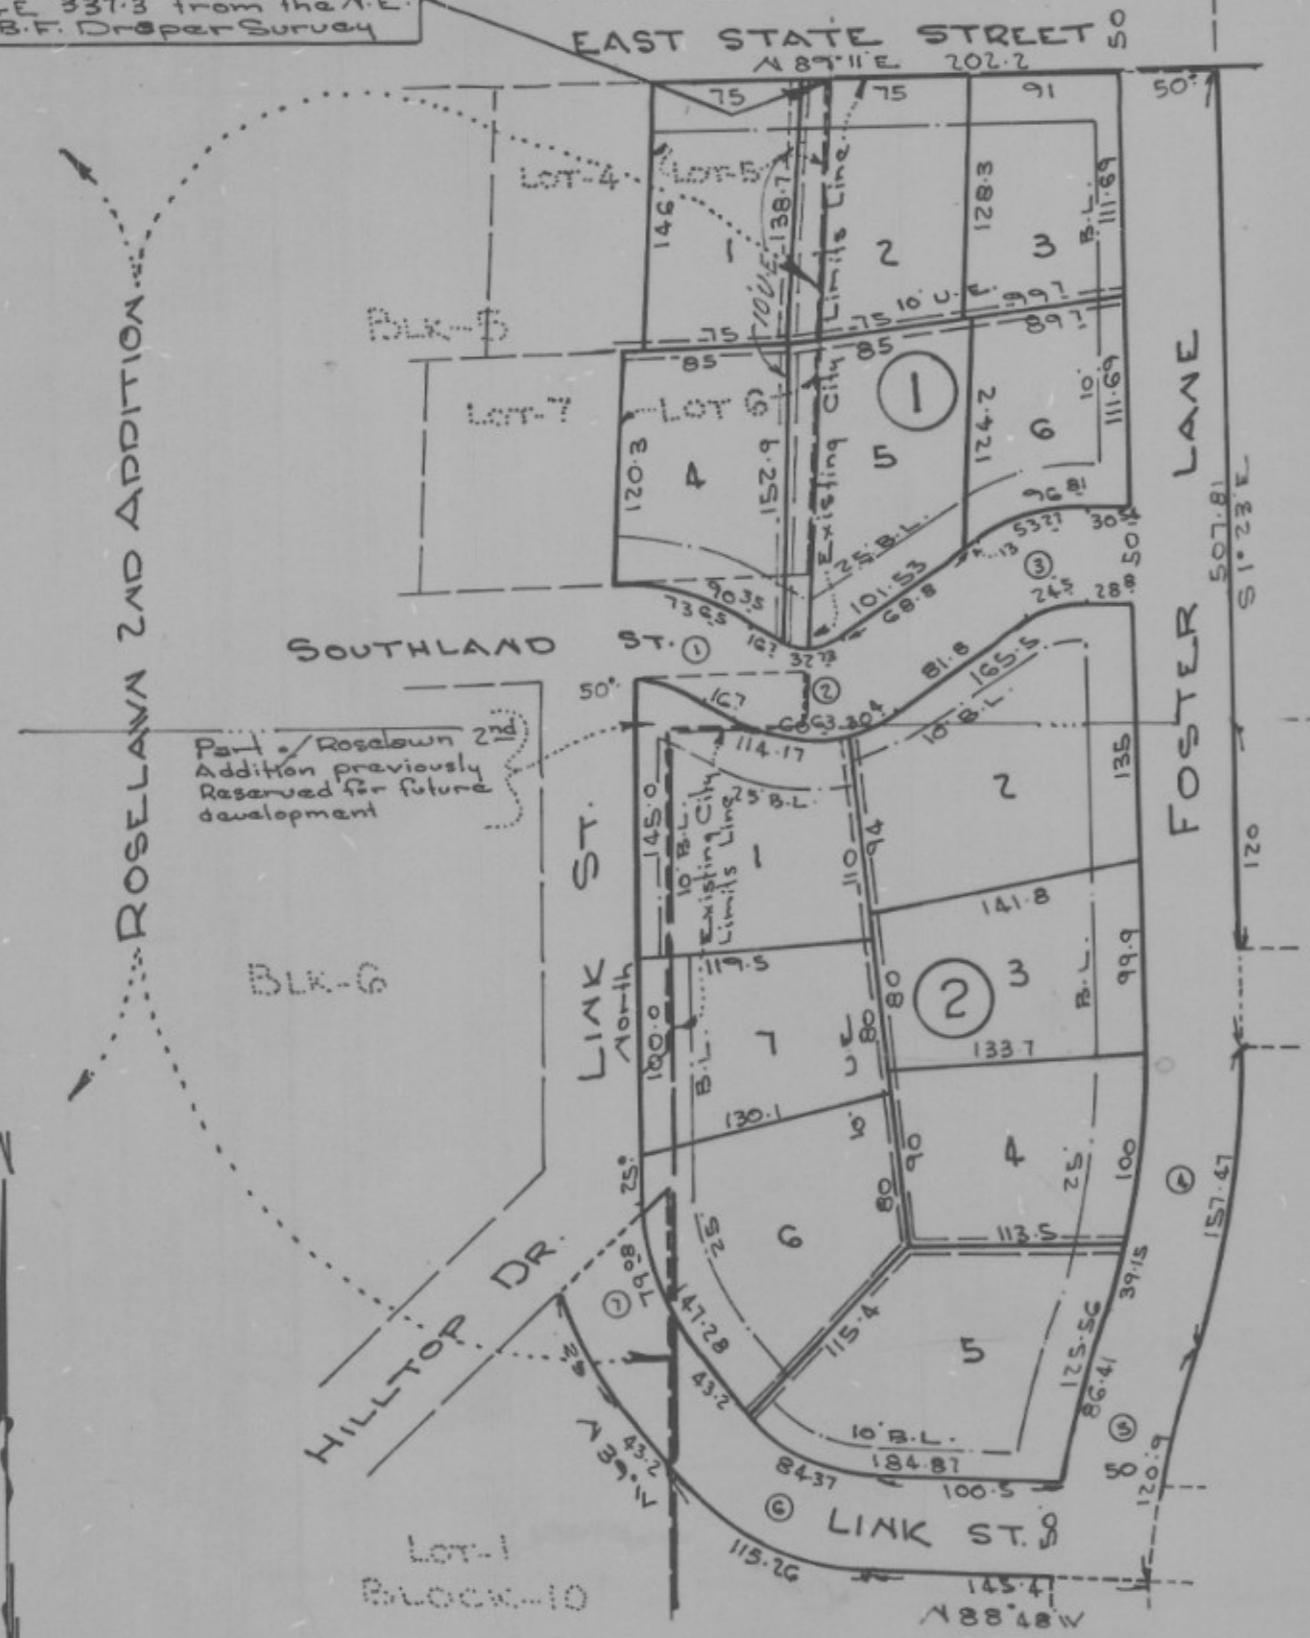 337.3 from the N.E.
B.F. Draper Survey
EAST STATE STREET 50
N 89°11'E 202.2
75 75 91 50'
LOT-4 LOT-5
146 138.7 128.3 B.L. 111.69
1 2 3
Existing City Limits Line
10' U.E.
BLK-5
75 75 10' U.E. 99.7
85 85 89.7
1
LOT-7 LOT 6
120.3 152.9 124.2 10' 111.69
4 5 6
25' B.L.
96.81
53.27 30.54
13
101.53
68.8
3
50
24.5 28.8
90.35
73.65
16.7
32.73
SOUTHLAND ST. 1
2
50'
16.7
60.63 30.4
81.8
165.5
10' B.L.
114.17
25' B.L.
ROSELAWN 2ND ADDITION
Part of Roselawn 2nd
Addition previously
Reserved for future
development
FOSTER LANE
507.81
S 1° 23' E
145.0
10' B.L.
Existing City
Limits Line
1
110
94
2
135
120
141.8
LINK ST.
North
119.5
100.0
B.L.
7
80
80
U.E.
10'
2
3
B.L.
99.9
133.7
BLK-6
130.1
25'
25'
6
80
90
4
25'
100
4
157.47
113.5
39.15
HILLTOP DR.
7
147.28
43.2
115.4
5
125.56
86.41
5
50
120.9
10' B.L.
184.87
84.37
100.5
43.2
6
LINK ST.
115.26
145.4
N 88°48'W
LOT-1
BLOCK-10